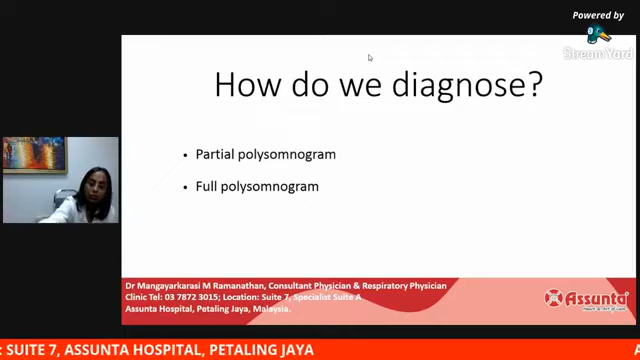 Powered by
StreamYard
How do we diagnose?
• Partial polysomnogram
• Full polysomnogram
Dr Mangayarkarasi M Ramanathan, Consultant Physician & Respiratory Physician
Clinic Tel: 03 7872 3015; Location: Suite 7, Specialist Suite A
Assunta Hospital, Petaling Jaya, Malaysia.
Assunta
: SUITE 7, ASSUNTA HOSPITAL, PETALING JAYA
A